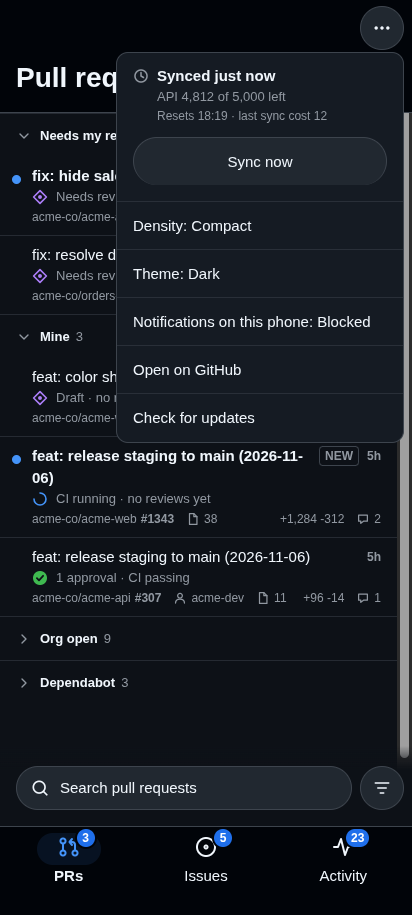 Pull req
Synced just now
API 4,812 of 5,000 left
Resets 18:19 · last sync cost 12
Sync now
Density: Compact
Theme: Dark
Notifications on this phone: Blocked
Open on GitHub
Check for updates
Needs my re
fix: hide sal
Needs rev
acme-co/acme-
fix: resolve d
Needs rev
acme-co/orders
Mine 3
feat: color sh
Draft · no r
acme-co/acme-
feat: release staging to main (2026-11-06) NEW 5h
CI running · no reviews yet
acme-co/acme-web #1343 38 +1,284 -312 2
feat: release staging to main (2026-11-06) 5h
1 approval · CI passing
acme-co/acme-api #307 acme-dev 11 +96 -14 1
Org open 9
Dependabot 3
Search pull requests
3 5 23
PRs Issues Activity